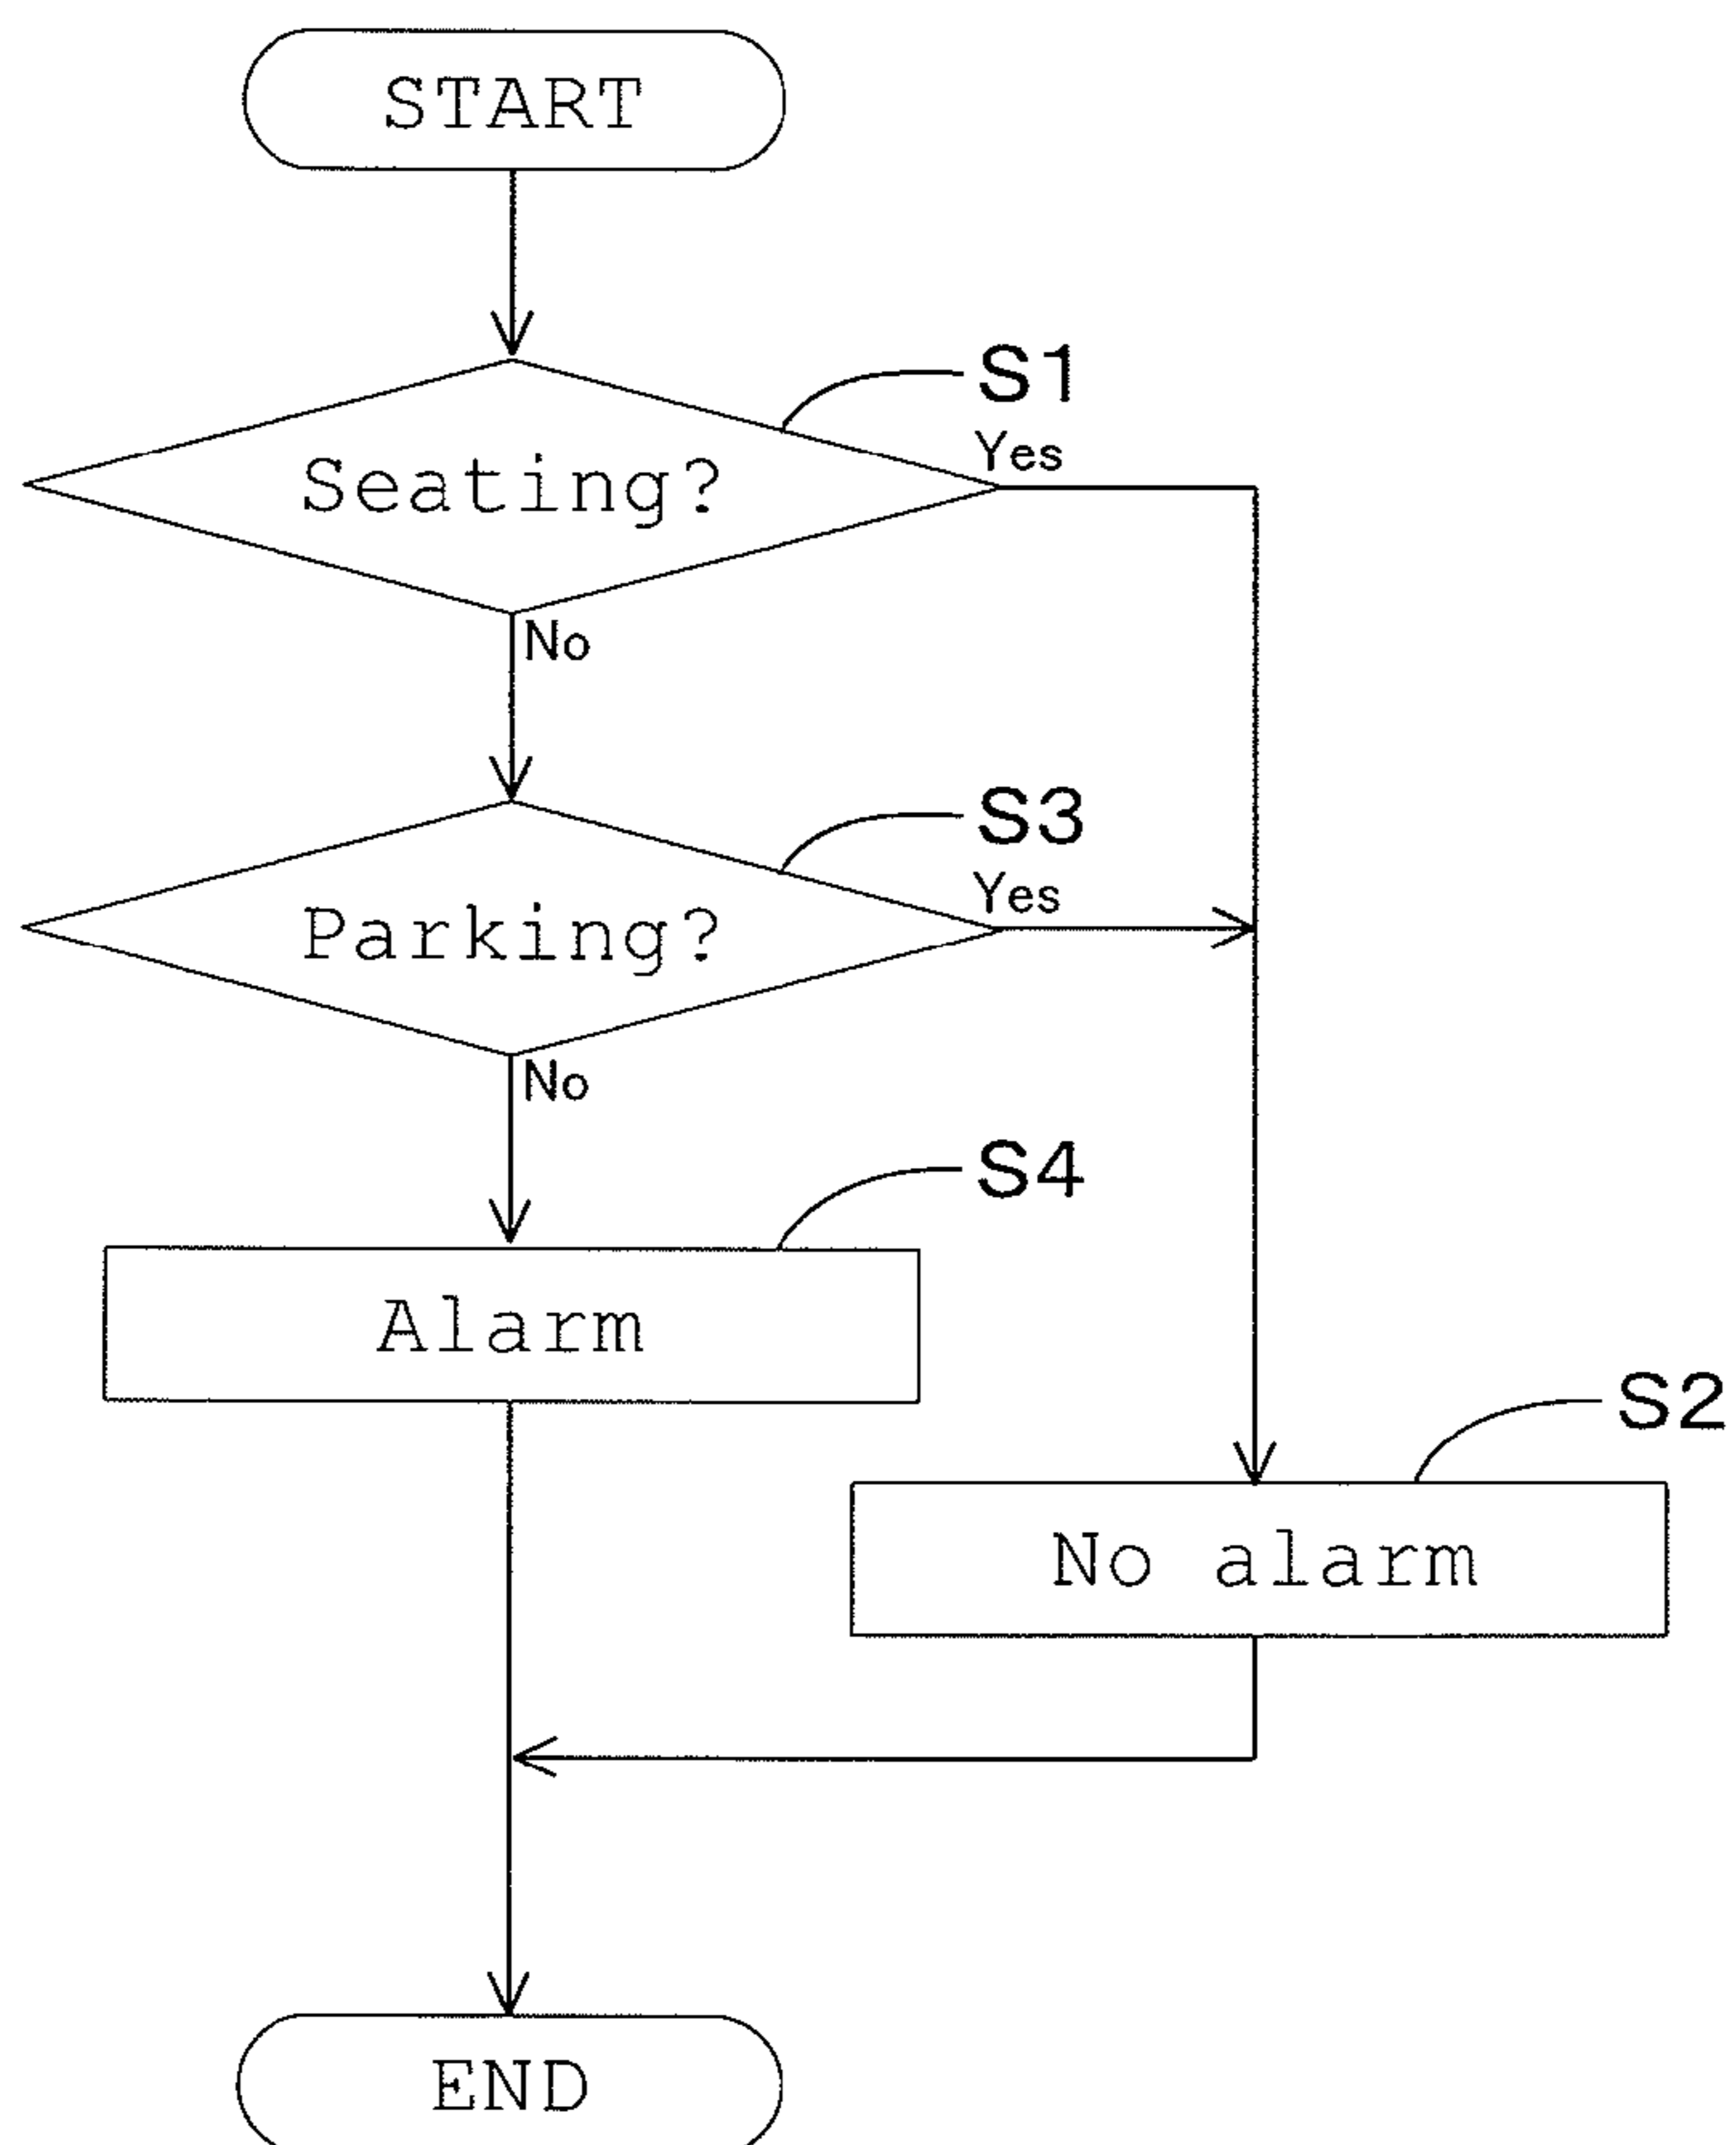 START
S1
Yes
Seating?
No
S3
Yes
Parking?
No
S4
Alarm
S2
No alarm
END